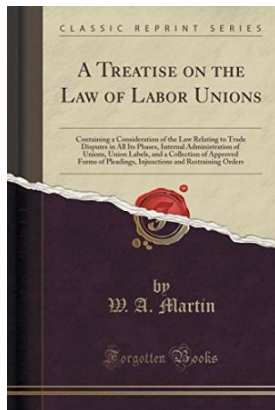 CLASSIC REPRINT SERIES
A TREATISE ON THE
LAW OF LABOR UNIONS
Containing a Consideration of the Law Relating to Trade
Disputes in All Its Phases, Internal Administration of
Unions, Union Labels, and a Collection of Approved
Forms of Pleadings, Injunctions and Restraining Orders
by
W. A. Martin
Forgotten Books